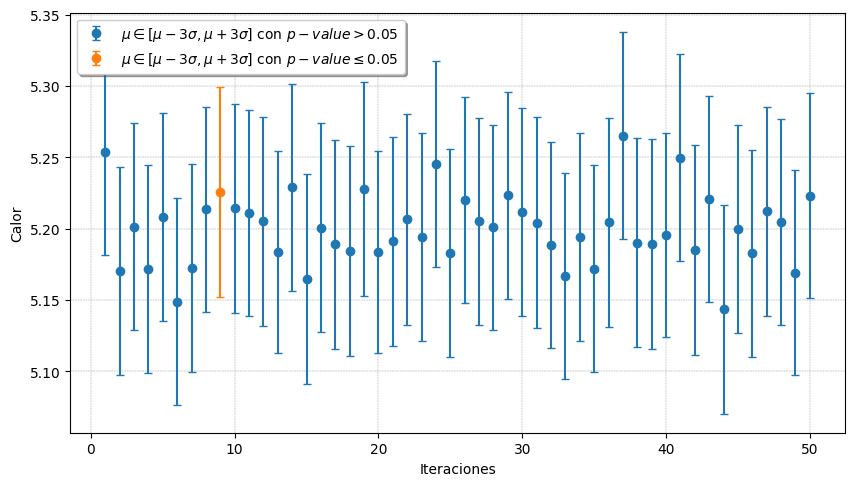 μ ∈ [μ − 3σ, μ + 3σ] con p − value > 0.05
μ ∈ [μ − 3σ, μ + 3σ] con p − value ≤ 0.05
5.35
5.30
5.25
5.20
5.15
5.10
Calor
0 10 20 30 40 50
Iteraciones